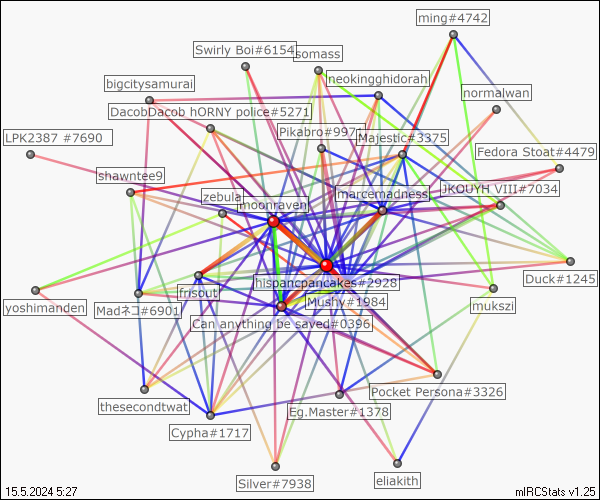 ming#4742
Swirly Boi#6154
somass
neokingghidorah
bigcitysamurai
normalwan
DacobDacob hORNY police#5271
Pikabro#9971
Majestic#3375
LPK2387 #7690
Fedora Stoat#4479
shawntee9
zebula
marcemadness
JKQUYH VIII#7034
moonraven
hispancpancakes#2928
Duck#1245
frisout
Mushy#1984
yoshimanden
Madネコ#6901
mukszi
Can anything be saved#0396
Pocket Persona#3326
thesecondtwat
Eg.Master#1378
Cypha#1717
Silver#7938
eliakith
15.5.2024 5:27
mIRCStats v1.25